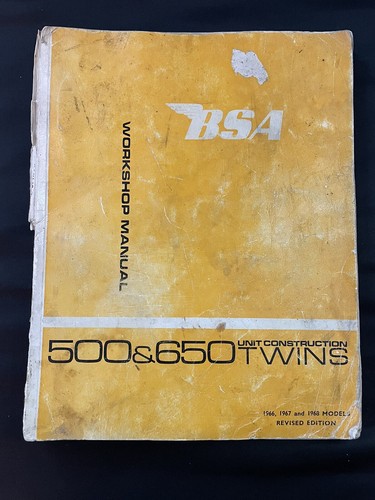 BSA
WORKSHOP MANUAL
500 & 650 UNIT CONSTRUCTION TWINS
1966, 1967 and 1968 MODELS
REVISED EDITION